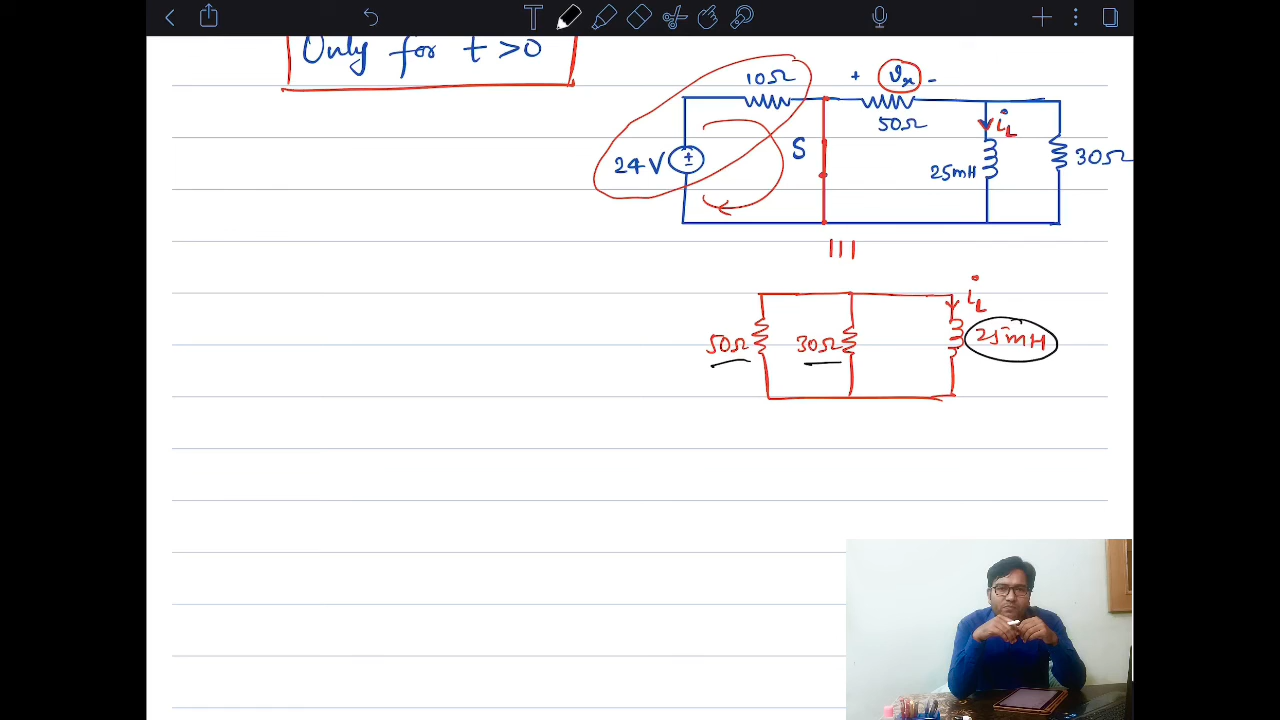 Only for t >0
10Ω + vx -
50Ω
24V + S iL
25mH 30Ω
iL
50Ω 30Ω 25mH